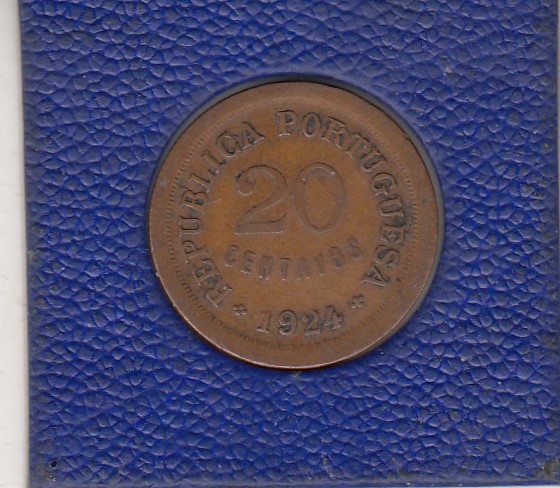 REPUBLICA PORTUGUESA
20
CENTAVOS
* 1924 *